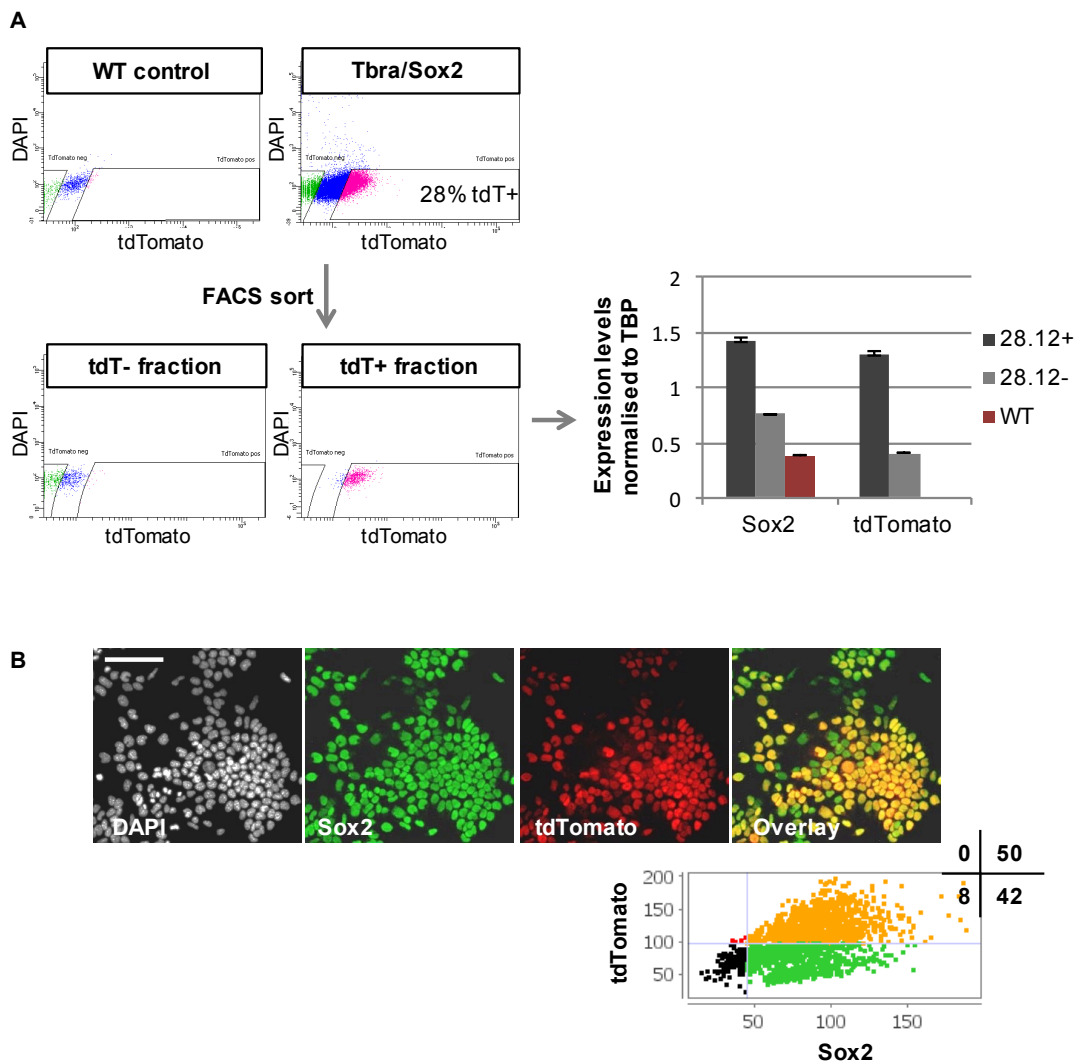 A
WT control
Tbra/Sox2
DAPI
TdTomato neg
TdTomato pos
tdTomato
DAPI
TdTomato neg
TdTomato pos
28% tdT+
tdTomato
FACS sort
tdT- fraction
tdT+ fraction
DAPI
TdTomato neg
TdTomato pos
tdTomato
DAPI
TdTomato neg
TdTomato pos
tdTomato
Expression levels
normalised to TBP
2
1.5
1
0.5
0
Sox2
tdTomato
28.12+
28.12-
WT
B
DAPI
Sox2
tdTomato
Overlay
0 50
8 42
tdTomato
200
150
100
50
50 100 150
Sox2